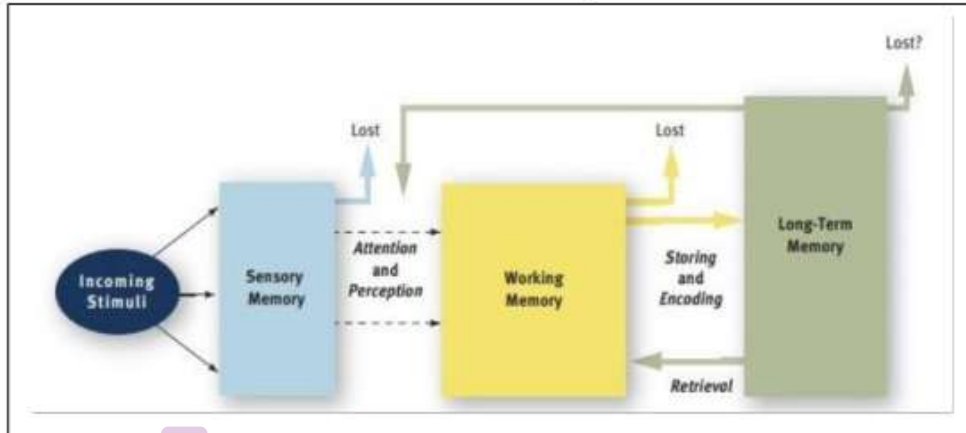 Lost?
Lost
Lost
Incoming
Stimuli
Sensory
Memory
Attention
and
Perception
Working
Memory
Storing
and
Encoding
Retrieval
Long-Term
Memory